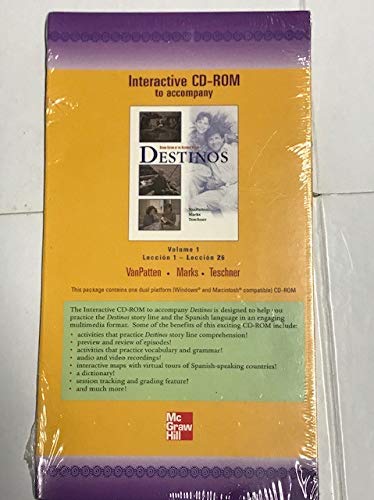 Interactive CD-ROM
to accompany
DESTINOS
VanPatten
Marks
Teschner
Volume 1
Lección 1 – Lección 26
VanPatten • Marks • Teschner
This package contains one dual platform (Windows® and Macintosh® compatible) CD-ROM
The Interactive CD-ROM to accompany Destinos is designed to help you
practice the Destinos story line and the Spanish language in an engaging
multimedia format. Some of the benefits of this exciting CD-ROM include:
• activities that practice Destinos story line comprehension!
• preview and review of episodes!
• activities that practice vocabulary and grammar!
• audio and video recordings!
• interactive maps with virtual tours of Spanish-speaking countries!
• a dictionary!
• session tracking and grading feature!
• and much more!
Mc
Graw
Hill